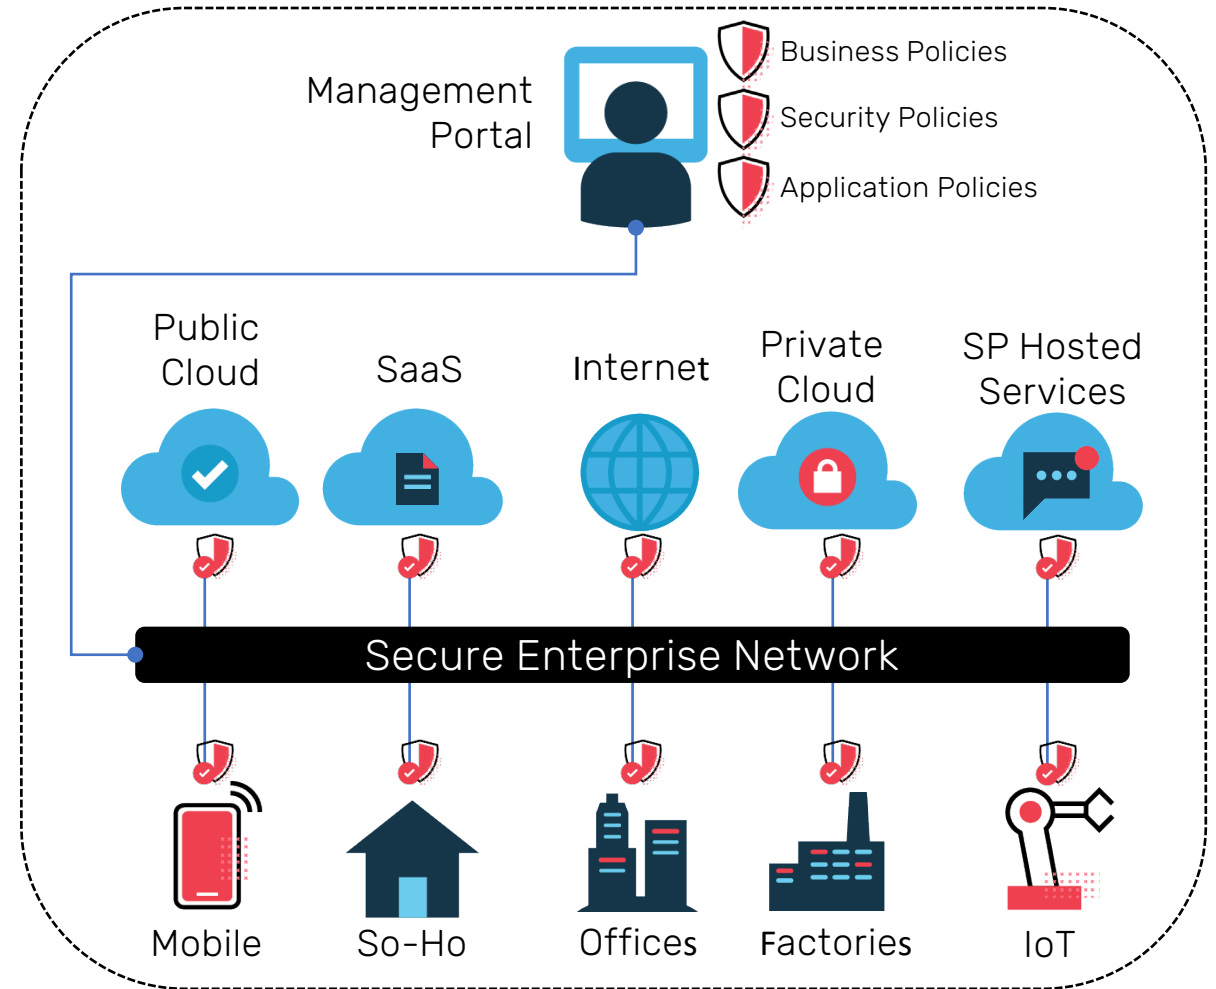 Management
Portal
Business Policies
Security Policies
Application Policies
Public
Cloud
SaaS
Internet
Private
Cloud
SP Hosted
Services
Secure Enterprise Network
Mobile
So-Ho
Offices
Factories
IoT